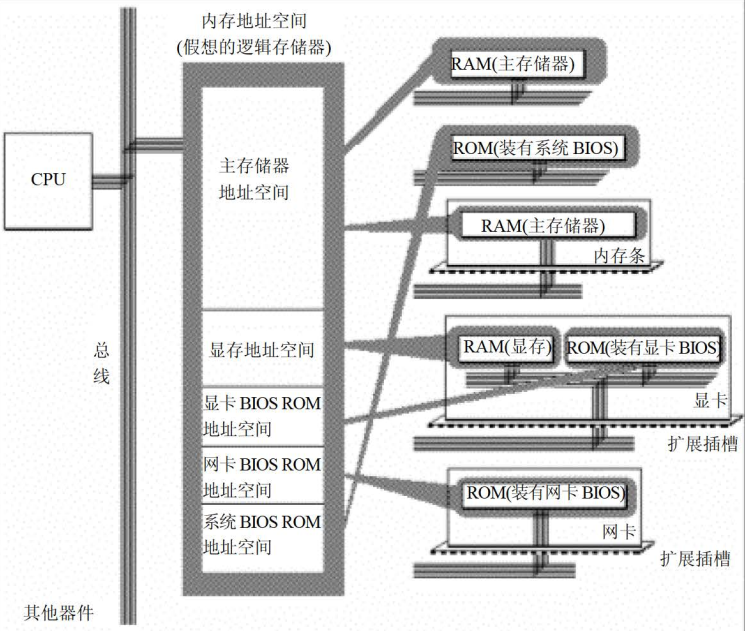 内存地址空间
(假想的逻辑存储器)
CPU
总
线
其他器件
主存储器
地址空间
显存地址空间
显卡 BIOS ROM
地址空间
网卡 BIOS ROM
地址空间
系统 BIOS ROM
地址空间
RAM(主存储器)
ROM(装有系统 BIOS)
RAM(主存储器)
内存条
RAM(显存)
ROM(装有显卡 BIOS)
显卡
扩展插槽
ROM(装有网卡 BIOS)
网卡
扩展插槽